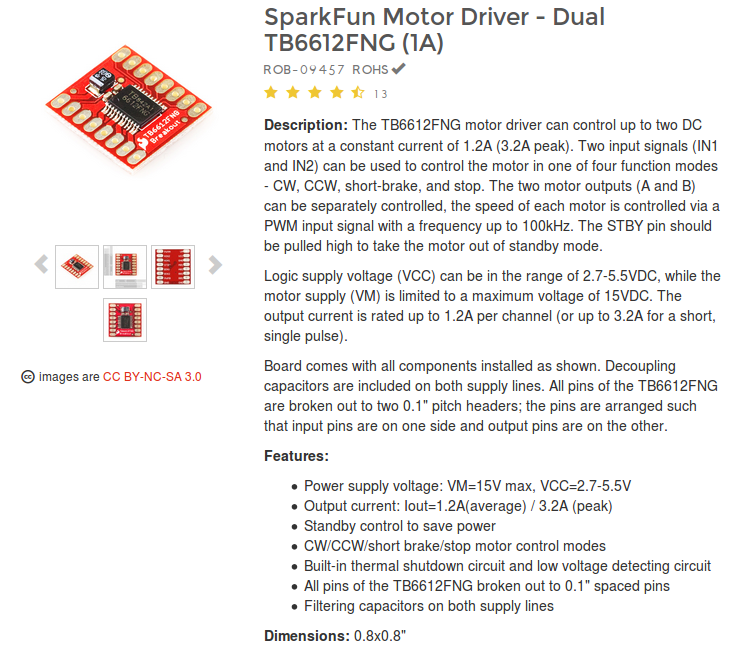 SparkFun Motor Driver - Dual
TB6612FNG (1A)
ROB-09457 ROHS✔
13
Description: The TB6612FNG motor driver can control up to two DC
motors at a constant current of 1.2A (3.2A peak). Two input signals (IN1
and IN2) can be used to control the motor in one of four function modes
- CW, CCW, short-brake, and stop. The two motor outputs (A and B)
can be separately controlled, the speed of each motor is controlled via a
PWM input signal with a frequency up to 100kHz. The STBY pin should
be pulled high to take the motor out of standby mode.
Logic supply voltage (VCC) can be in the range of 2.7-5.5VDC, while the
motor supply (VM) is limited to a maximum voltage of 15VDC. The
output current is rated up to 1.2A per channel (or up to 3.2A for a short,
single pulse).
Board comes with all components installed as shown. Decoupling
capacitors are included on both supply lines. All pins of the TB6612FNG
are broken out to two 0.1" pitch headers; the pins are arranged such
that input pins are on one side and output pins are on the other.
Features:
• Power supply voltage: VM=15V max, VCC=2.7-5.5V
• Output current: Iout=1.2A(average) / 3.2A (peak)
• Standby control to save power
• CW/CCW/short brake/stop motor control modes
• Built-in thermal shutdown circuit and low voltage detecting circuit
• All pins of the TB6612FNG broken out to 0.1" spaced pins
• Filtering capacitors on both supply lines
Dimensions: 0.8x0.8"
TB6612FNG
Breakout
images are CC BY-NC-SA 3.0